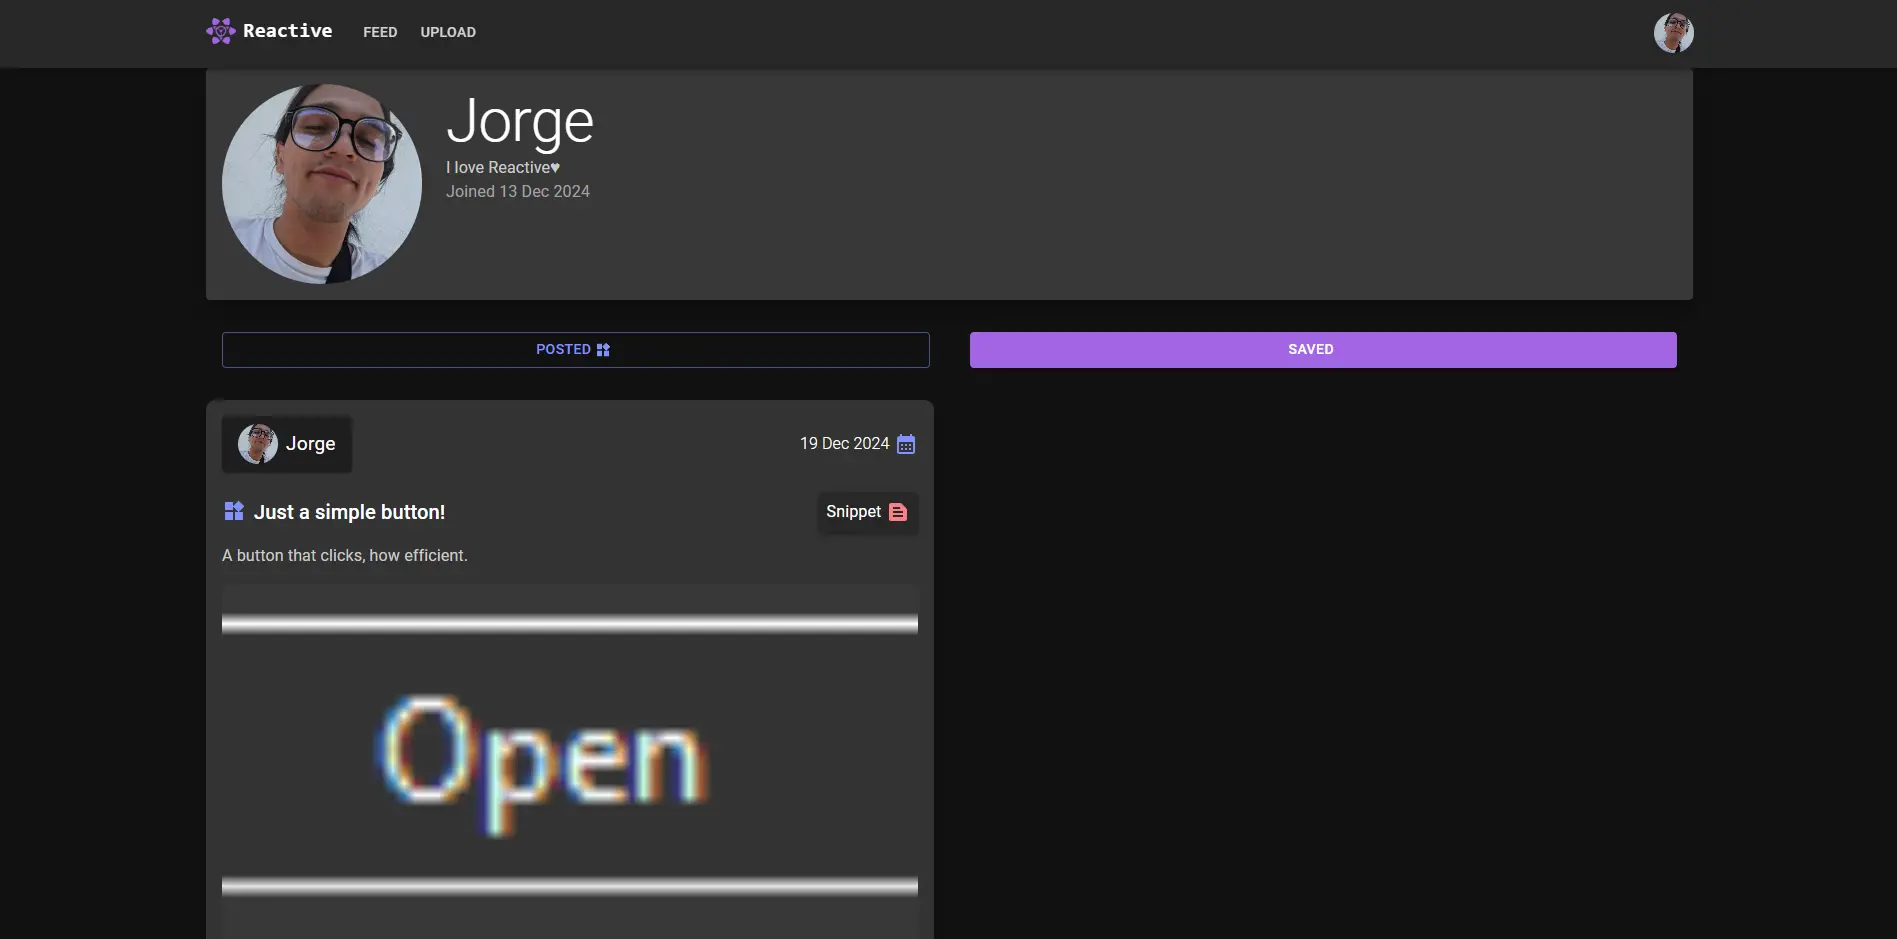 Reactive FEED UPLOAD
Jorge
I love Reactive♥
Joined 13 Dec 2024
POSTED
SAVED
Jorge
19 Dec 2024
Just a simple button!
Snippet
A button that clicks, how efficient.
Open